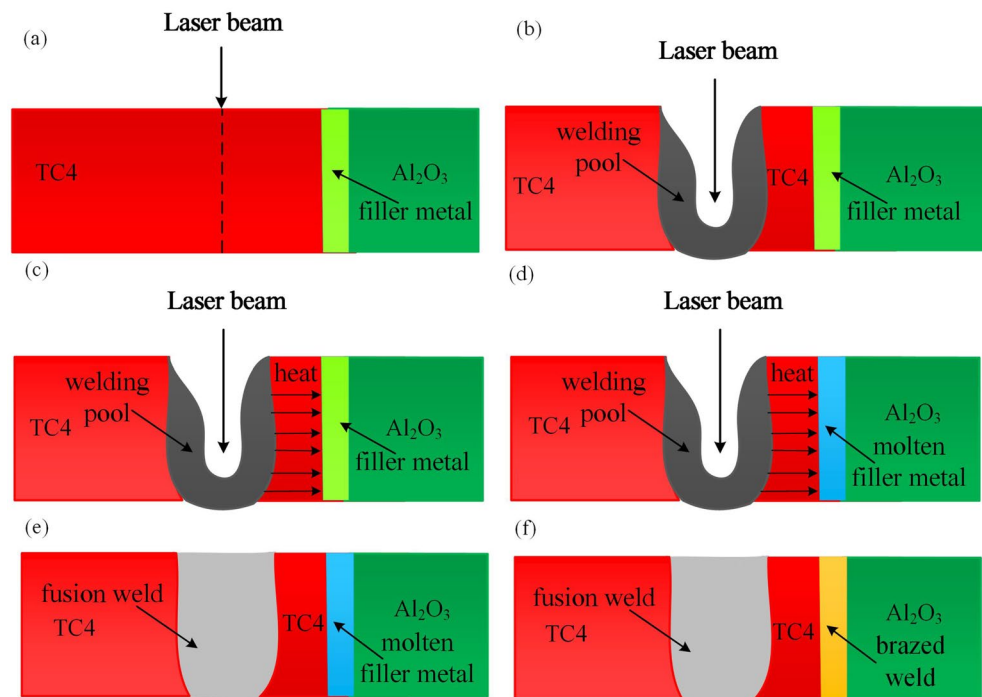 (a)
Laser beam
TC4
Al₂O₃
filler metal
(b)
Laser beam
welding
pool
TC4
TC4
Al₂O₃
filler metal
(c)
Laser beam
welding
pool
TC4
heat
Al₂O₃
filler metal
(d)
Laser beam
welding
pool
TC4
heat
Al₂O₃
molten
filler metal
(e)
fusion weld
TC4
TC4
Al₂O₃
molten
filler metal
(f)
fusion weld
TC4
TC4
Al₂O₃
brazed
weld